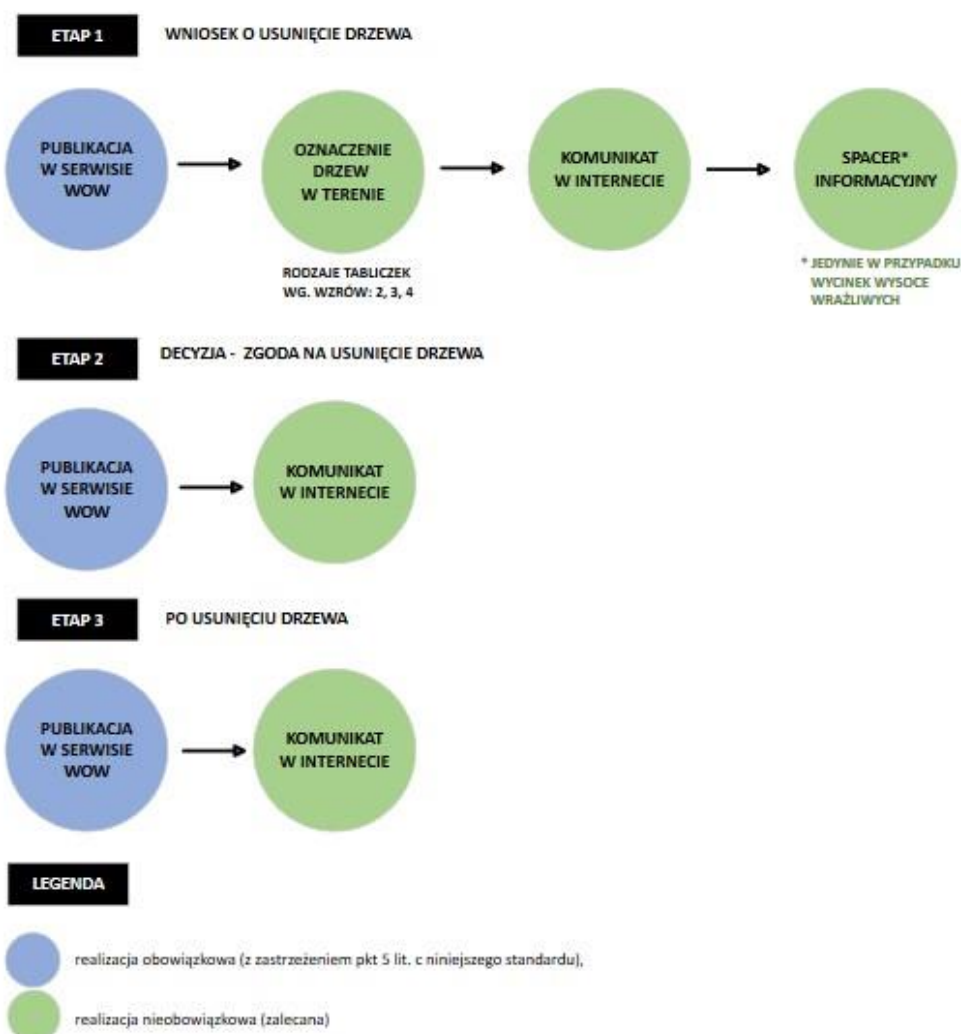 ETAP 1
WNIOSEK O USUNIĘCIE DRZEWA
PUBLIKACJA
W SERWISIE
WOW
OZNACZENIE
DRZEW
W TERENIE
KOMUNIKAT
W INTERNECIE
SPACER*
INFORMACYJNY
RODZAJE TABLICZEK
WG. WZRÓW: 2, 3, 4
* JEDYNIE W PRZYPADKU
WYCINEK WYSOCE
WRAŻLIWYCH
ETAP 2
DECYZJA - ZGODA NA USUNIĘCIE DRZEWA
PUBLIKACJA
W SERWISIE
WOW
KOMUNIKAT
W INTERNECIE
ETAP 3
PO USUNIĘCIU DRZEWA
PUBLIKACJA
W SERWISIE
WOW
KOMUNIKAT
W INTERNECIE
LEGENDA
realizacja obowiązkowa (z zastrzeżeniem pkt 5 lit. c niniejszego standardu),
realizacja nieobowiązkowa (zalecana)